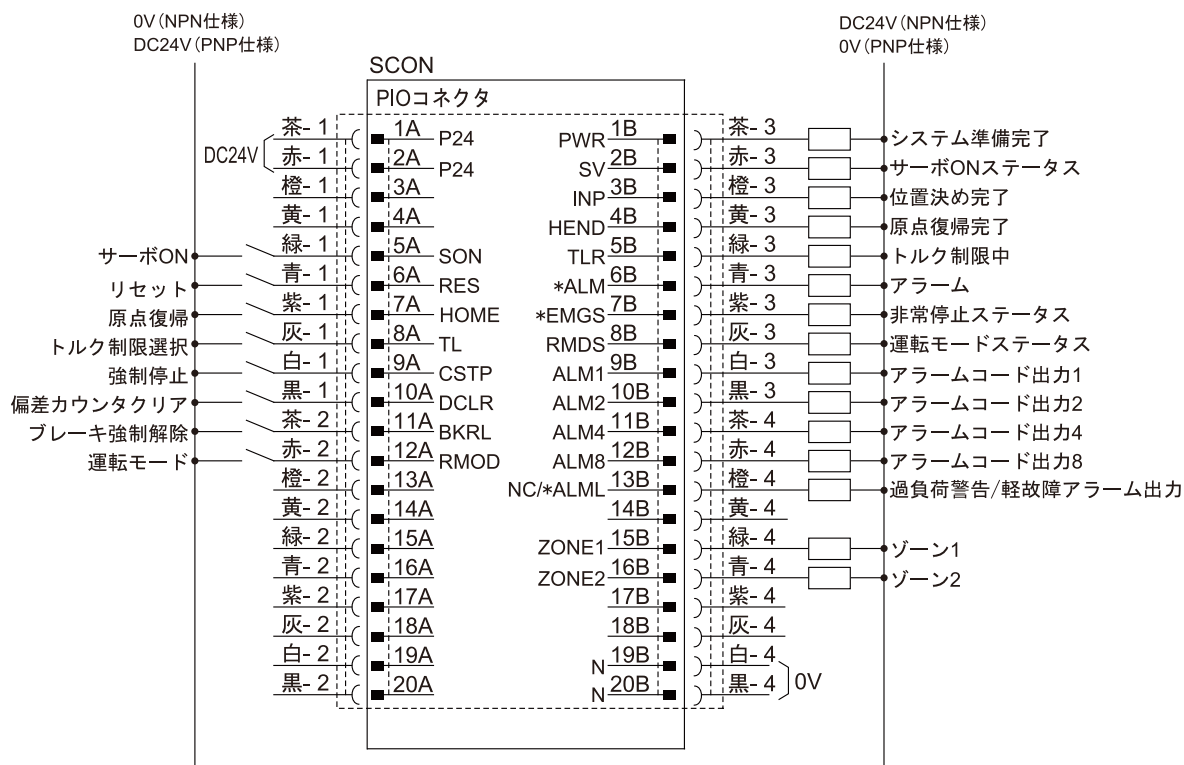 0V(NPN仕様)
DC24V(PNP仕様)
DC24V(NPN仕様)
0V(PNP仕様)
SCON
PIOコネクタ
DC24V
茶- 1 1A P24 PWR 1B 茶- 3 システム準備完了
赤- 1 2A P24 SV 2B 赤- 3 サーボONステータス
橙- 1 3A INP 3B 橙- 3 位置決め完了
黄- 1 4A HEND 4B 黄- 3 原点復帰完了
サーボON 緑- 1 5A SON TLR 5B 緑- 3 トルク制限中
リセット 青- 1 6A RES *ALM 6B 青- 3 アラーム
原点復帰 紫- 1 7A HOME *EMGS 7B 紫- 3 非常停止ステータス
トルク制限選択 灰- 1 8A TL RMDS 8B 灰- 3 運転モードステータス
強制停止 白- 1 9A CSTP ALM1 9B 白- 3 アラームコード出力1
偏差カウンタクリア 黒- 1 10A DCLR ALM2 10B 黒- 3 アラームコード出力2
ブレーキ強制解除 茶- 2 11A BKRL ALM4 11B 茶- 4 アラームコード出力4
運転モード 赤- 2 12A RMOD ALM8 12B 赤- 4 アラームコード出力8
橙- 2 13A NC/*ALML 13B 橙- 4 過負荷警告/軽故障アラーム出力
黄- 2 14A 14B 黄- 4
緑- 2 15A ZONE1 15B 緑- 4 ゾーン1
青- 2 16A ZONE2 16B 青- 4 ゾーン2
紫- 2 17A 17B 紫- 4
灰- 2 18A 18B 灰- 4
白- 2 19A N 19B 白- 4
黒- 2 20A N 20B 黒- 4
0V